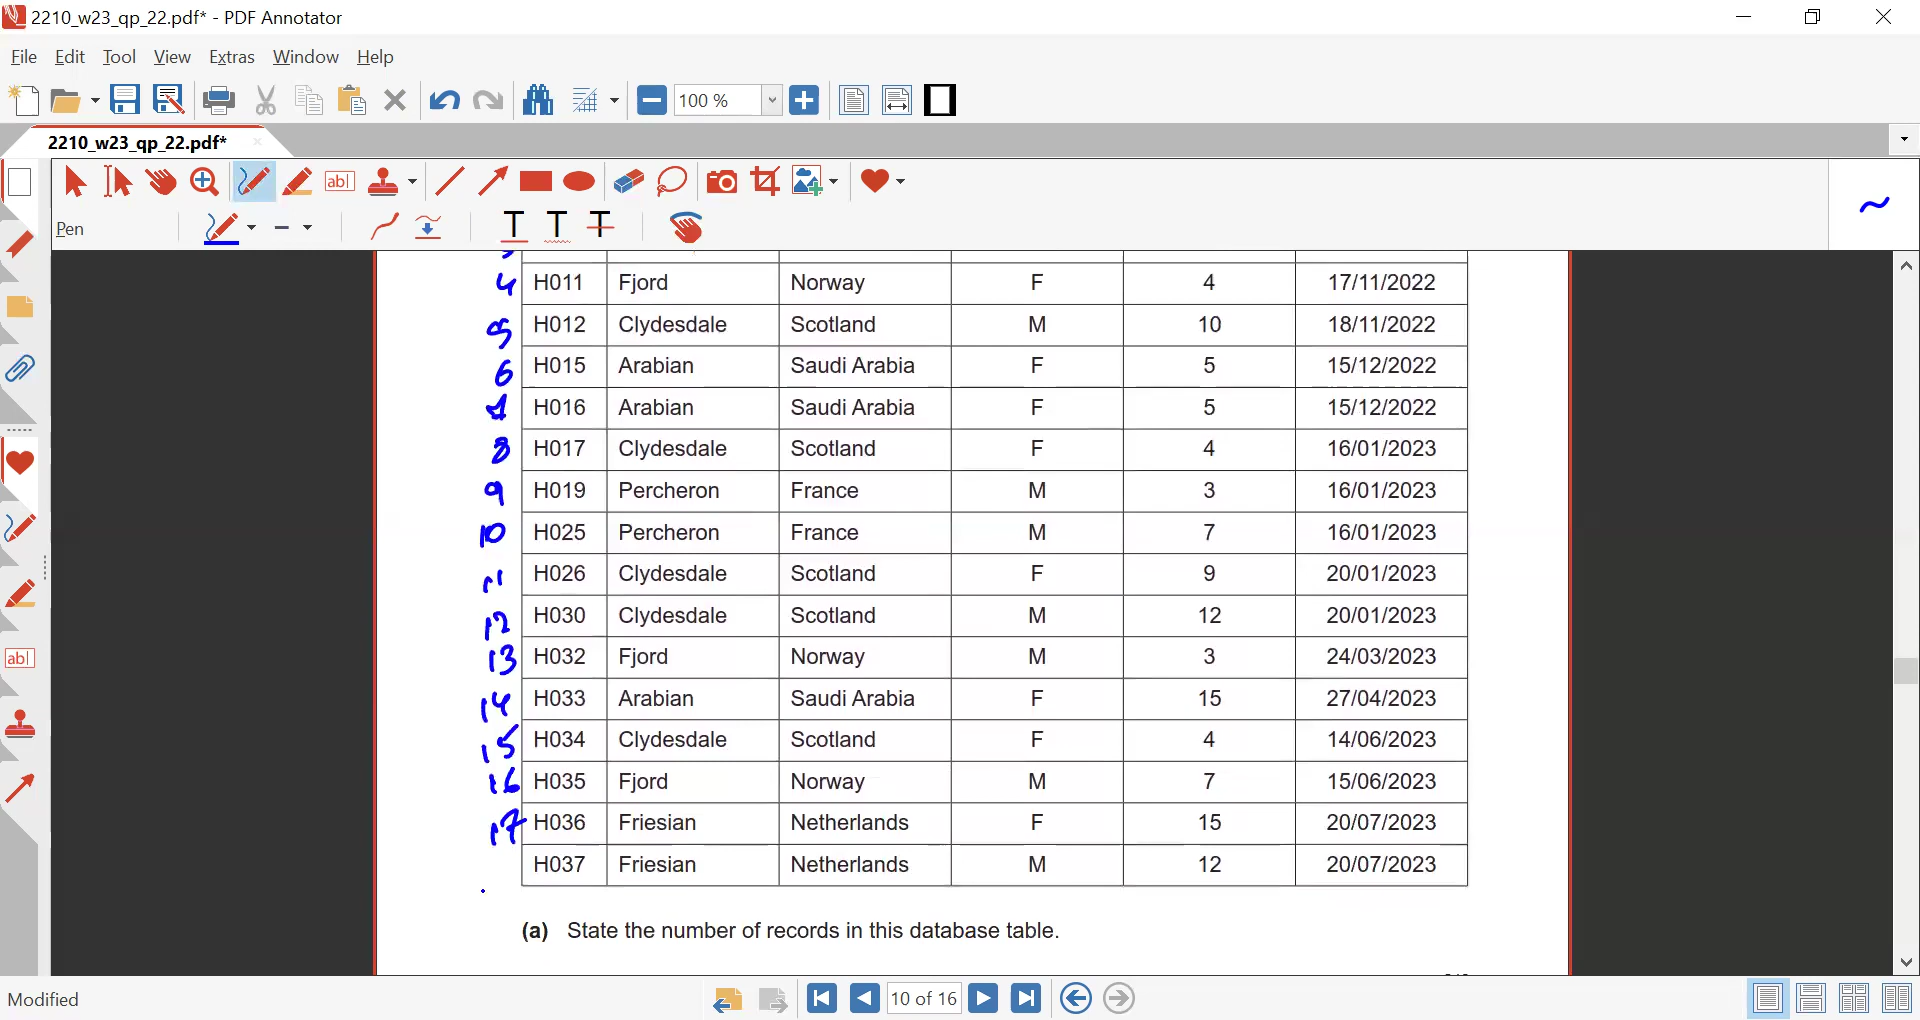 2210_w23_qp_22.pdf* - PDF Annotator
File Edit Tool View Extras Window Help
100 %
2210_w23_qp_22.pdf*
ab|
Pen
T T T
4 H011 Fjord Norway F 4 17/11/2022
5 H012 Clydesdale Scotland M 10 18/11/2022
6 H015 Arabian Saudi Arabia F 5 15/12/2022
H016 Arabian Saudi Arabia F 5 15/12/2022
8 H017 Clydesdale Scotland F 4 16/01/2023
9 H019 Percheron France M 3 16/01/2023
10 H025 Percheron France M 7 16/01/2023
11 H026 Clydesdale Scotland F 9 20/01/2023
12 H030 Clydesdale Scotland M 12 20/01/2023
13 H032 Fjord Norway M 3 24/03/2023
ab|
14 H033 Arabian Saudi Arabia F 15 27/04/2023
15 H034 Clydesdale Scotland F 4 14/06/2023
16 H035 Fjord Norway M 7 15/06/2023
17 H036 Friesian Netherlands F 15 20/07/2023
H037 Friesian Netherlands M 12 20/07/2023
(a) State the number of records in this database table.
Modified
10 of 16